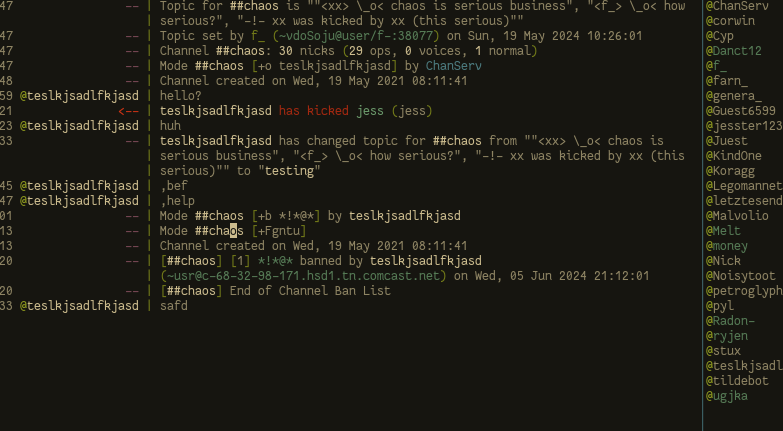 47 -- | Topic for ##chaos is ""<xx> \_o< chaos is serious business", "<f_> \_o< how
| serious?", "-!- xx was kicked by xx (this serious)""
47 -- | Topic set by f_ (~vdoSoju@user/f-:38077) on Sun, 19 May 2024 10:26:01
47 -- | Channel ##chaos: 30 nicks (29 ops, 0 voices, 1 normal)
47 -- | Mode ##chaos [+o teslkjsadlfkjasd] by ChanServ
48 -- | Channel created on Wed, 19 May 2021 08:11:41
59 @teslkjsadlfkjasd | hello?
21 <-- | teslkjsadlfkjasd has kicked jess (jess)
23 @teslkjsadlfkjasd | huh
33 -- | teslkjsadlfkjasd has changed topic for ##chaos from ""<xx> \_o< chaos is
| serious business", "<f_> \_o< how serious?", "-!- xx was kicked by xx (this
| serious)"" to "testing"
45 @teslkjsadlfkjasd | ,bef
47 @teslkjsadlfkjasd | ,help
01 -- | Mode ##chaos [+b *!*@*] by teslkjsadlfkjasd
13 -- | Mode ##chaos [+Fgntu]
13 -- | Channel created on Wed, 19 May 2021 08:11:41
20 -- | [##chaos] [1] *!*@* banned by teslkjsadlfkjasd
| (~usr@c-68-32-98-171.hsd1.tn.comcast.net) on Wed, 05 Jun 2024 21:12:01
20 -- | [##chaos] End of Channel Ban List
33 @teslkjsadlfkjasd | safd
@ChanServ
@corwin
@Cyp
@Danct12
@f_
@farn_
@genera_
@Guest6599
@jesster123
@Juest
@KindOne
@Koragg
@Legomannet
@letztesend
@Malvolio
@Melt
@money
@Nick
@Noisytoot
@petroglyph
@pyl
@Radon-
@ryjen
@stux
@teslkjsadl
@tildebot
@ugjka